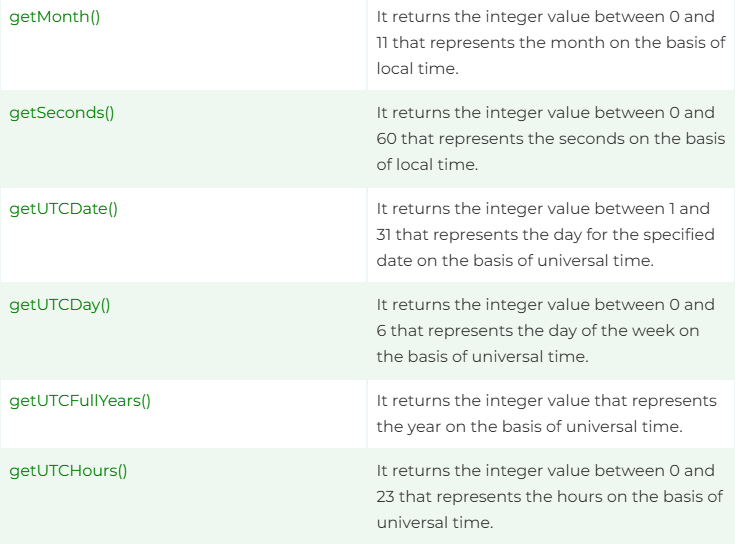 getMonth()
It returns the integer value between 0 and
11 that represents the month on the basis of
local time.
getSeconds()
It returns the integer value between 0 and
60 that represents the seconds on the basis
of local time.
getUTCDate()
It returns the integer value between 1 and
31 that represents the day for the specified
date on the basis of universal time.
getUTCDay()
It returns the integer value between 0 and
6 that represents the day of the week on
the basis of universal time.
getUTCFullYears()
It returns the integer value that represents
the year on the basis of universal time.
getUTCHours()
It returns the integer value between 0 and
23 that represents the hours on the basis of
universal time.